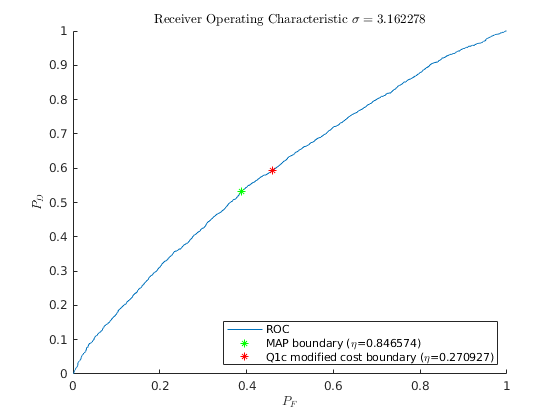 Receiver Operating Characteristic σ = 3.162278
1
0.9
0.8
0.7
0.6
0.5
0.4
0.3
0.2
0.1
0
P_D
0 0.2 0.4 0.6 0.8 1
P_F
ROC
MAP boundary (η=0.846574)
Q1c modified cost boundary (η=0.270927)